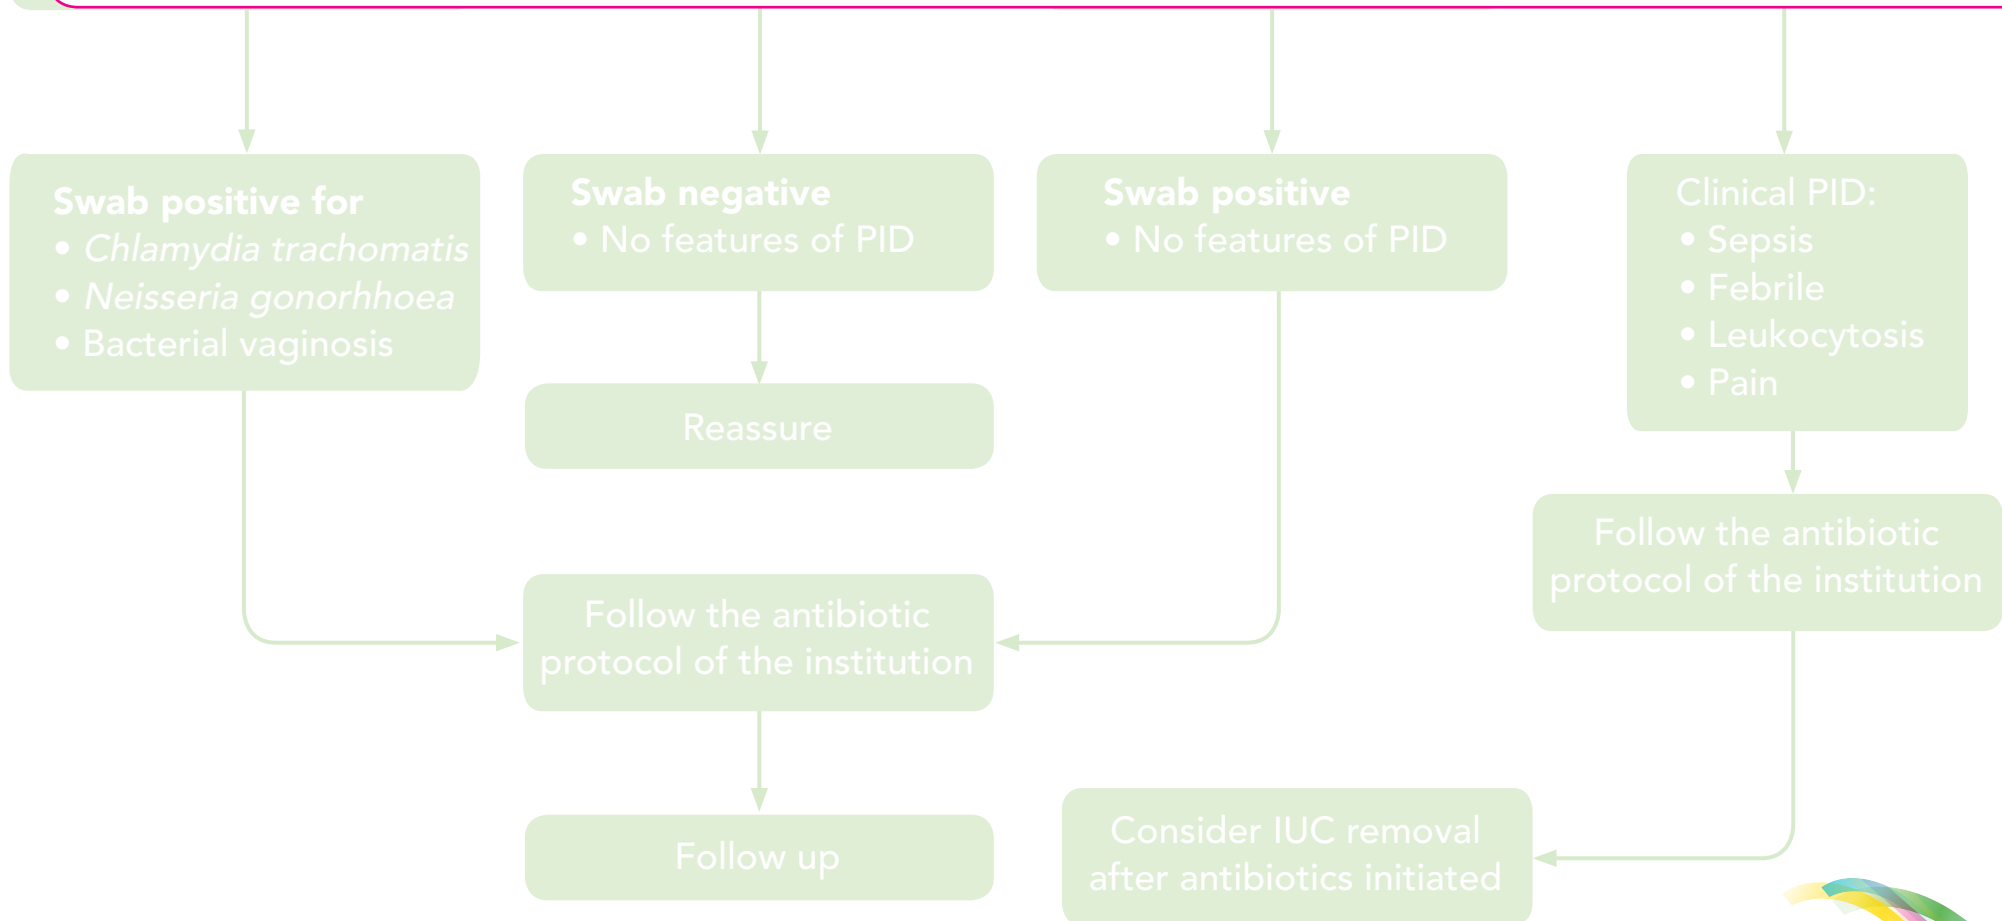 Swab positive for
• Chlamydia trachomatis
• Neisseria gonorhhoea
• Bacterial vaginosis
Swab negative
• No features of PID
Swab positive
• No features of PID
Clinical PID:
• Sepsis
• Febrile
• Leukocytosis
• Pain
Reassure
Follow the antibiotic
protocol of the institution
Follow the antibiotic
protocol of the institution
Follow up
Consider IUC removal
after antibiotics initiated